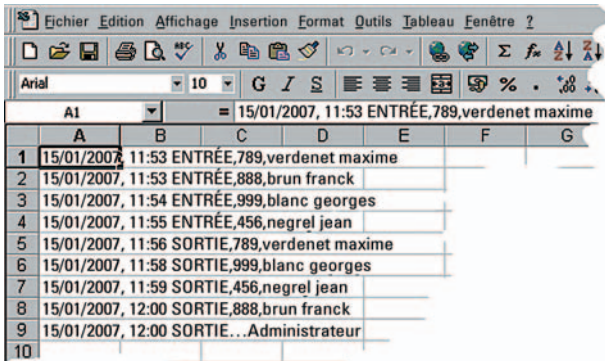 Fichier Edition Affichage Insertion Format Outils Tableau Fenêtre ?
Σ fx
Arial 10 G I S % .
A1 = 15/01/2007, 11:53 ENTRÉE,789,verdenet maxime
A B C D E F G
1 15/01/2007, 11:53 ENTRÉE,789,verdenet maxime
2 15/01/2007, 11:53 ENTRÉE,888,brun franck
3 15/01/2007, 11:54 ENTRÉE,999,blanc georges
4 15/01/2007, 11:55 ENTRÉE,456,negrel jean
5 15/01/2007, 11:56 SORTIE,789,verdenet maxime
6 15/01/2007, 11:58 SORTIE,999,blanc georges
7 15/01/2007, 11:59 SORTIE,456,negrel jean
8 15/01/2007, 12:00 SORTIE,888,brun franck
9 15/01/2007, 12:00 SORTIE...Administrateur
10